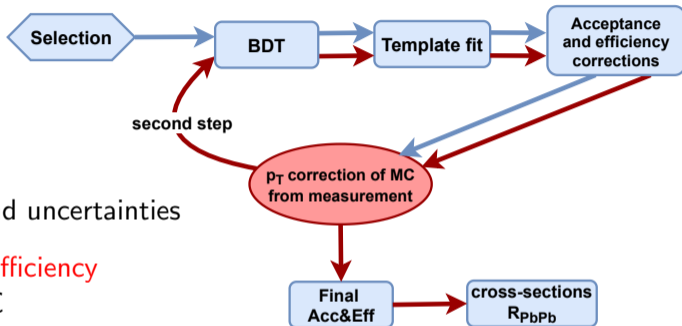 Selection
BDT
Template fit
Acceptance
and efficiency
corrections
second step
pT correction of MC
from measurement
d uncertainties
fficiency
Final
Acc&Eff
cross-sections
RPbPb